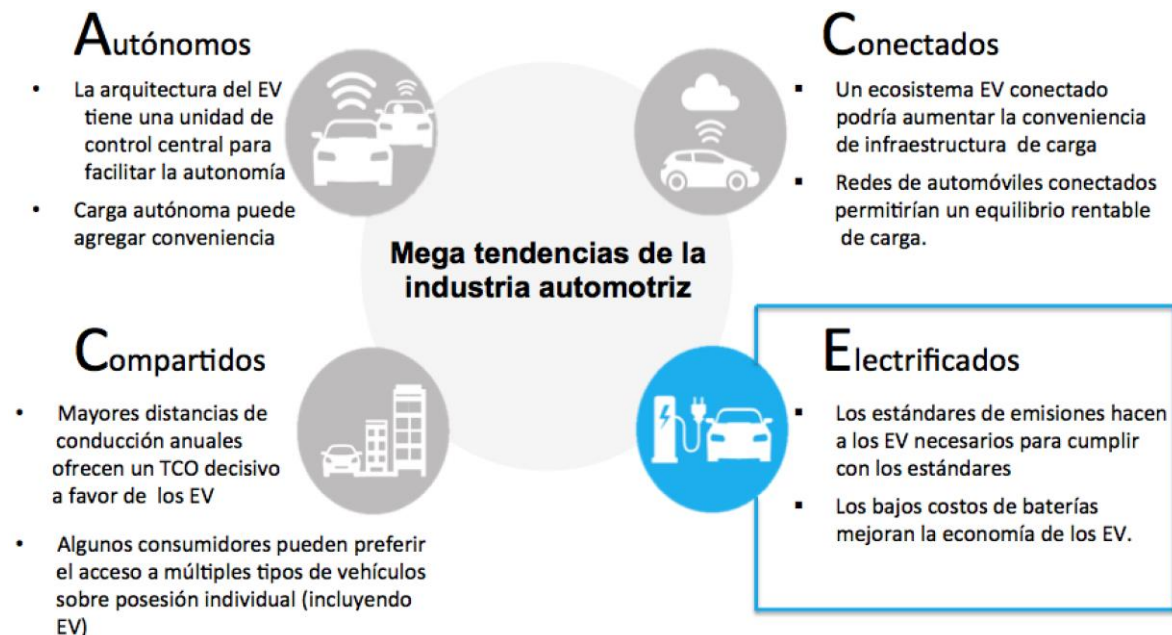 Autónomos
La arquitectura del EV
tiene una unidad de
control central para
facilitar la autonomía
Carga autónoma puede
agregar conveniencia
Conectados
Un ecosistema EV conectado
podría aumentar la conveniencia
de infraestructura de carga
Redes de automóviles conectados
permitirían un equilibrio rentable
de carga.
Mega tendencias de la
industria automotriz
Compartidos
Mayores distancias de
conducción anuales
ofrecen un TCO decisivo
a favor de los EV
Algunos consumidores pueden preferir
el acceso a múltiples tipos de vehículos
sobre posesión individual (incluyendo
EV)
Electrificados
Los estándares de emisiones hacen
a los EV necesarios para cumplir
con los estándares
Los bajos costos de baterías
mejoran la economía de los EV.